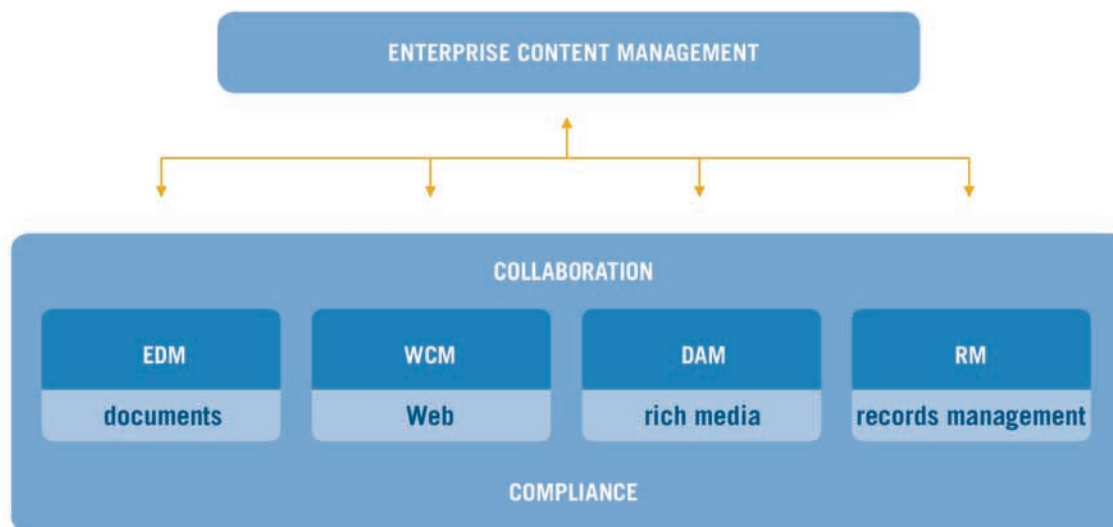 ENTERPRISE CONTENT MANAGEMENT
COLLABORATION
EDM
documents
WCM
Web
DAM
rich media
RM
records management
COMPLIANCE